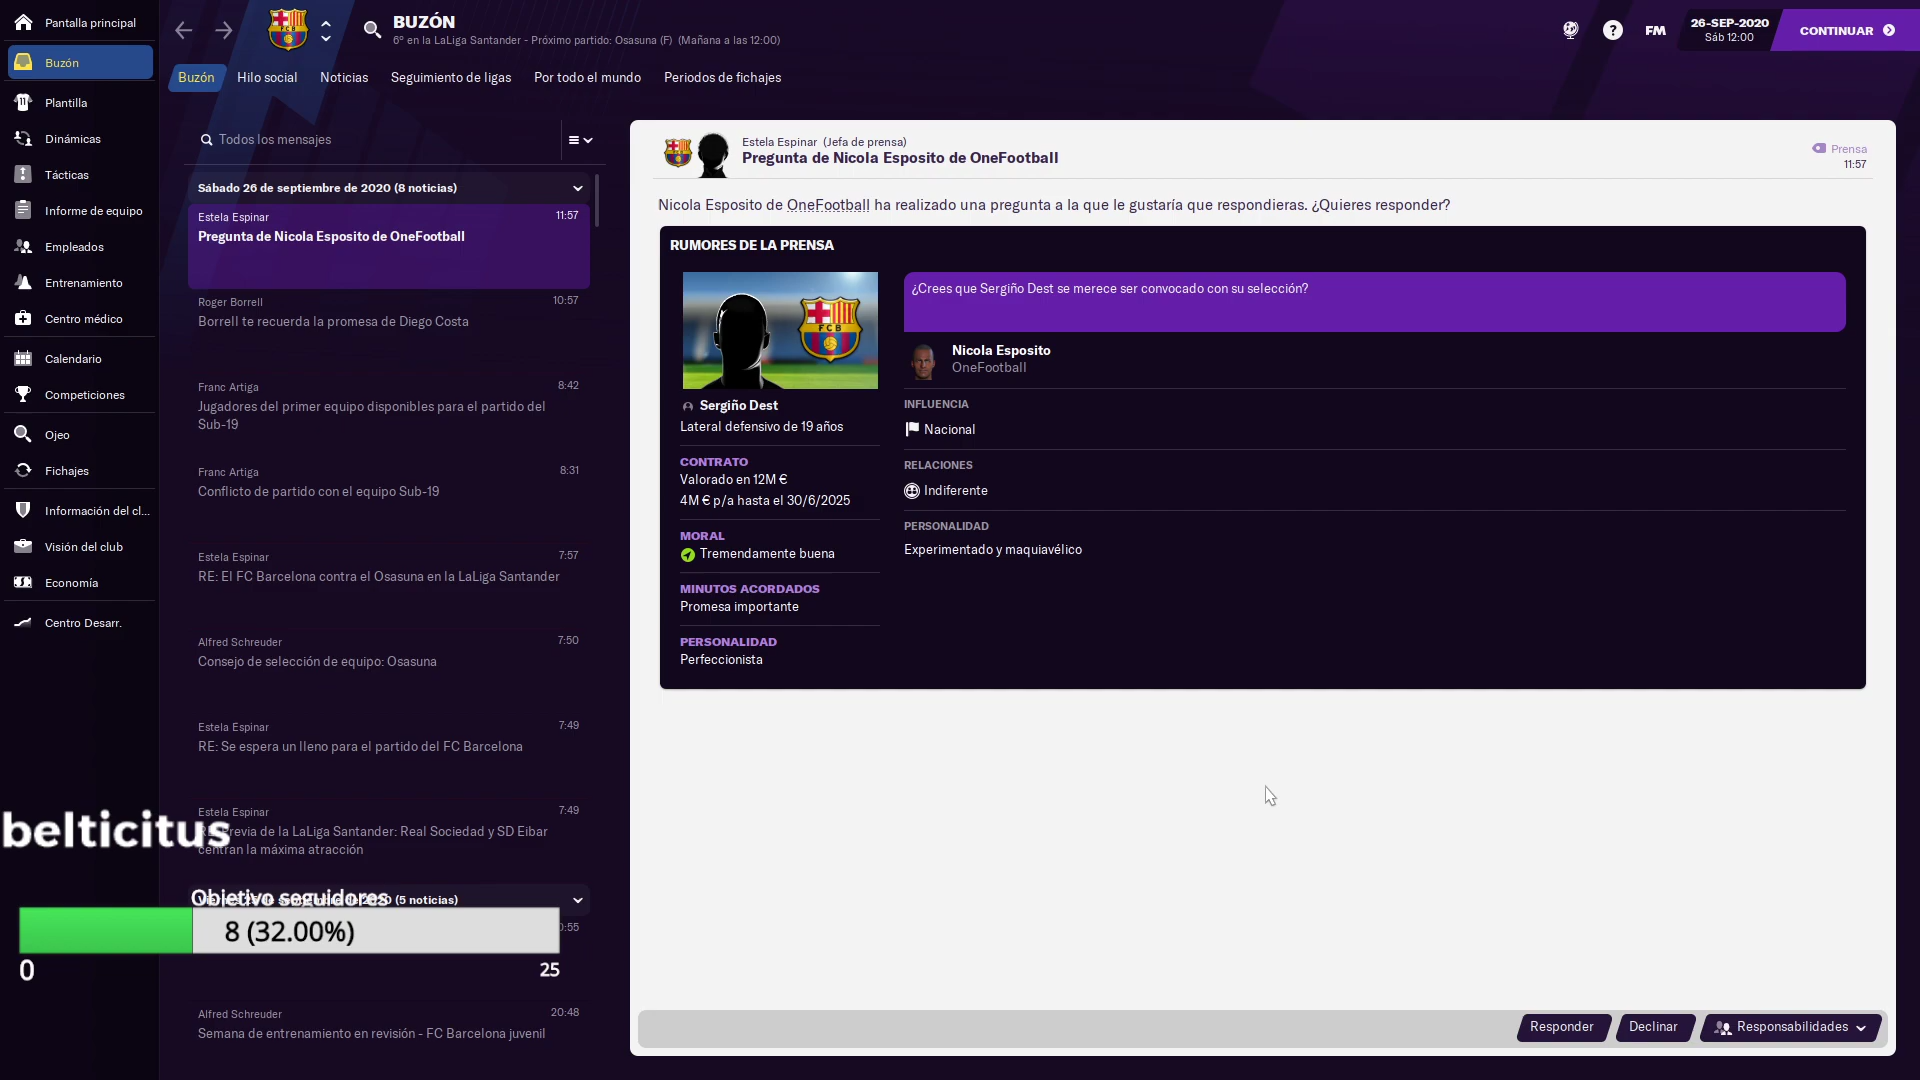 Pantalla principal
Buzón
Plantilla
Dinámicas
Tácticas
Informe de equipo
Empleados
Entrenamiento
Centro médico
Calendario
Competiciones
Ojeo
Fichajes
Información del cl...
Visión del club
Economía
Centro Desarr.
BUZÓN
6º en la LaLiga Santander - Próximo partido: Osasuna (F) (Mañana a las 12:00)
FM
26-SEP-2020
Sáb 12:00
CONTINUAR
Buzón
Hilo social
Noticias
Seguimiento de ligas
Por todo el mundo
Periodos de fichajes
Todos los mensajes
Sábado 26 de septiembre de 2020 (8 noticias)
Estela Espinar 11:57
Pregunta de Nicola Esposito de OneFootball
Roger Borrell 10:57
Borrell te recuerda la promesa de Diego Costa
Franc Artiga 8:42
Jugadores del primer equipo disponibles para el partido del
Sub-19
Franc Artiga 8:31
Conflicto de partido con el equipo Sub-19
Estela Espinar 7:57
RE: El FC Barcelona contra el Osasuna en la LaLiga Santander
Alfred Schreuder 7:50
Consejo de selección de equipo: Osasuna
Estela Espinar 7:49
RE: Se espera un lleno para el partido del FC Barcelona
Estela Espinar 7:49
Previa de la LaLiga Santander: Real Sociedad y SD Eibar
centran la máxima atracción
belticitus
Objetivo seguidores
(5 noticias)
8 (32.00%)
0
25
Alfred Schreuder 20:48
Semana de entrenamiento en revisión - FC Barcelona juvenil
Estela Espinar (Jefa de prensa)
Pregunta de Nicola Esposito de OneFootball
Prensa
11:57
Nicola Esposito de OneFootball ha realizado una pregunta a la que le gustaría que respondieras. ¿Quieres responder?
RUMORES DE LA PRENSA
FCB
Sergiño Dest
Lateral defensivo de 19 años
CONTRATO
Valorado en 12M €
4M € p/a hasta el 30/6/2025
MORAL
Tremendamente buena
MINUTOS ACORDADOS
Promesa importante
PERSONALIDAD
Perfeccionista
¿Crees que Sergiño Dest se merece ser convocado con su selección?
Nicola Esposito
OneFootball
INFLUENCIA
Nacional
RELACIONES
Indiferente
PERSONALIDAD
Experimentado y maquiavélico
Responder
Declinar
Responsabilidades